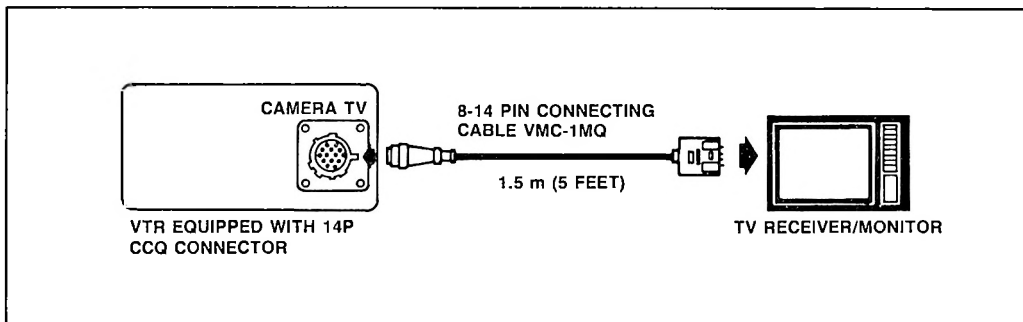 CAMERA TV
8-14 PIN CONNECTING
CABLE VMC-1MQ
1.5 m (5 FEET)
VTR EQUIPPED WITH 14P
CCQ CONNECTOR
TV RECEIVER/MONITOR